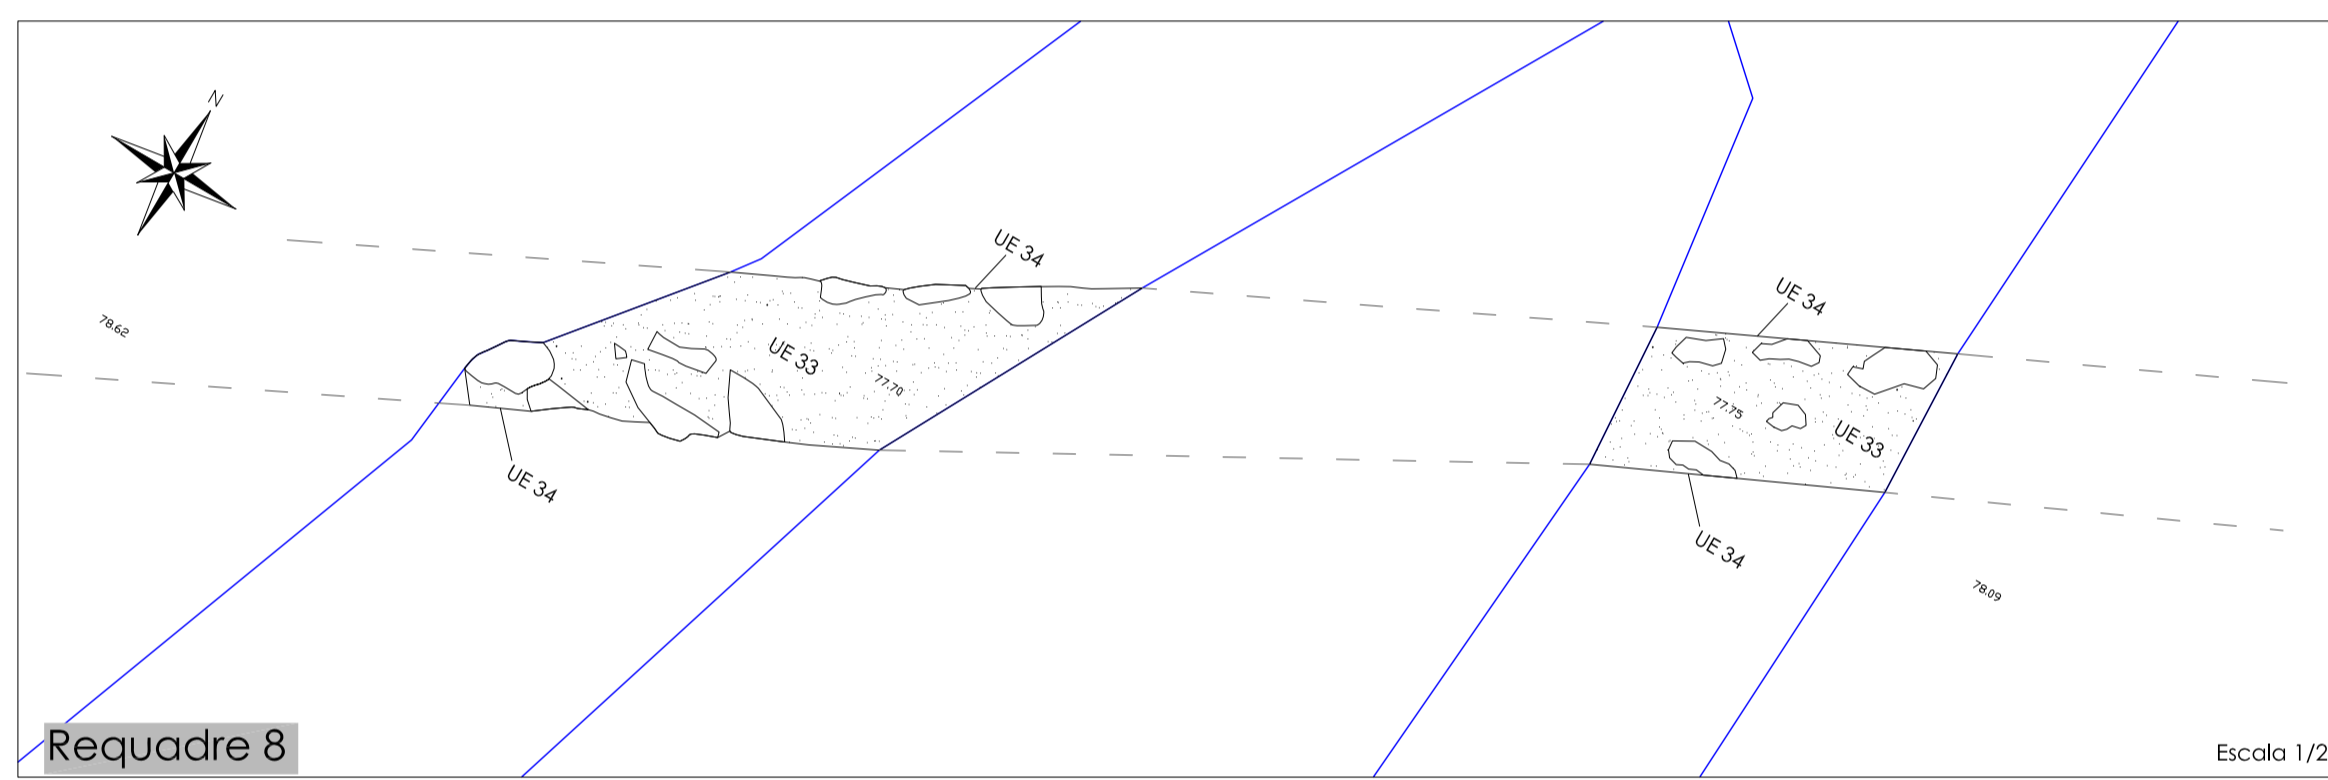 N
UE 34
UE 34
78.62
UE 33
77.70
77.75
UE 33
UE 34
UE 34
78.09
Requadre 8
Escala 1/2